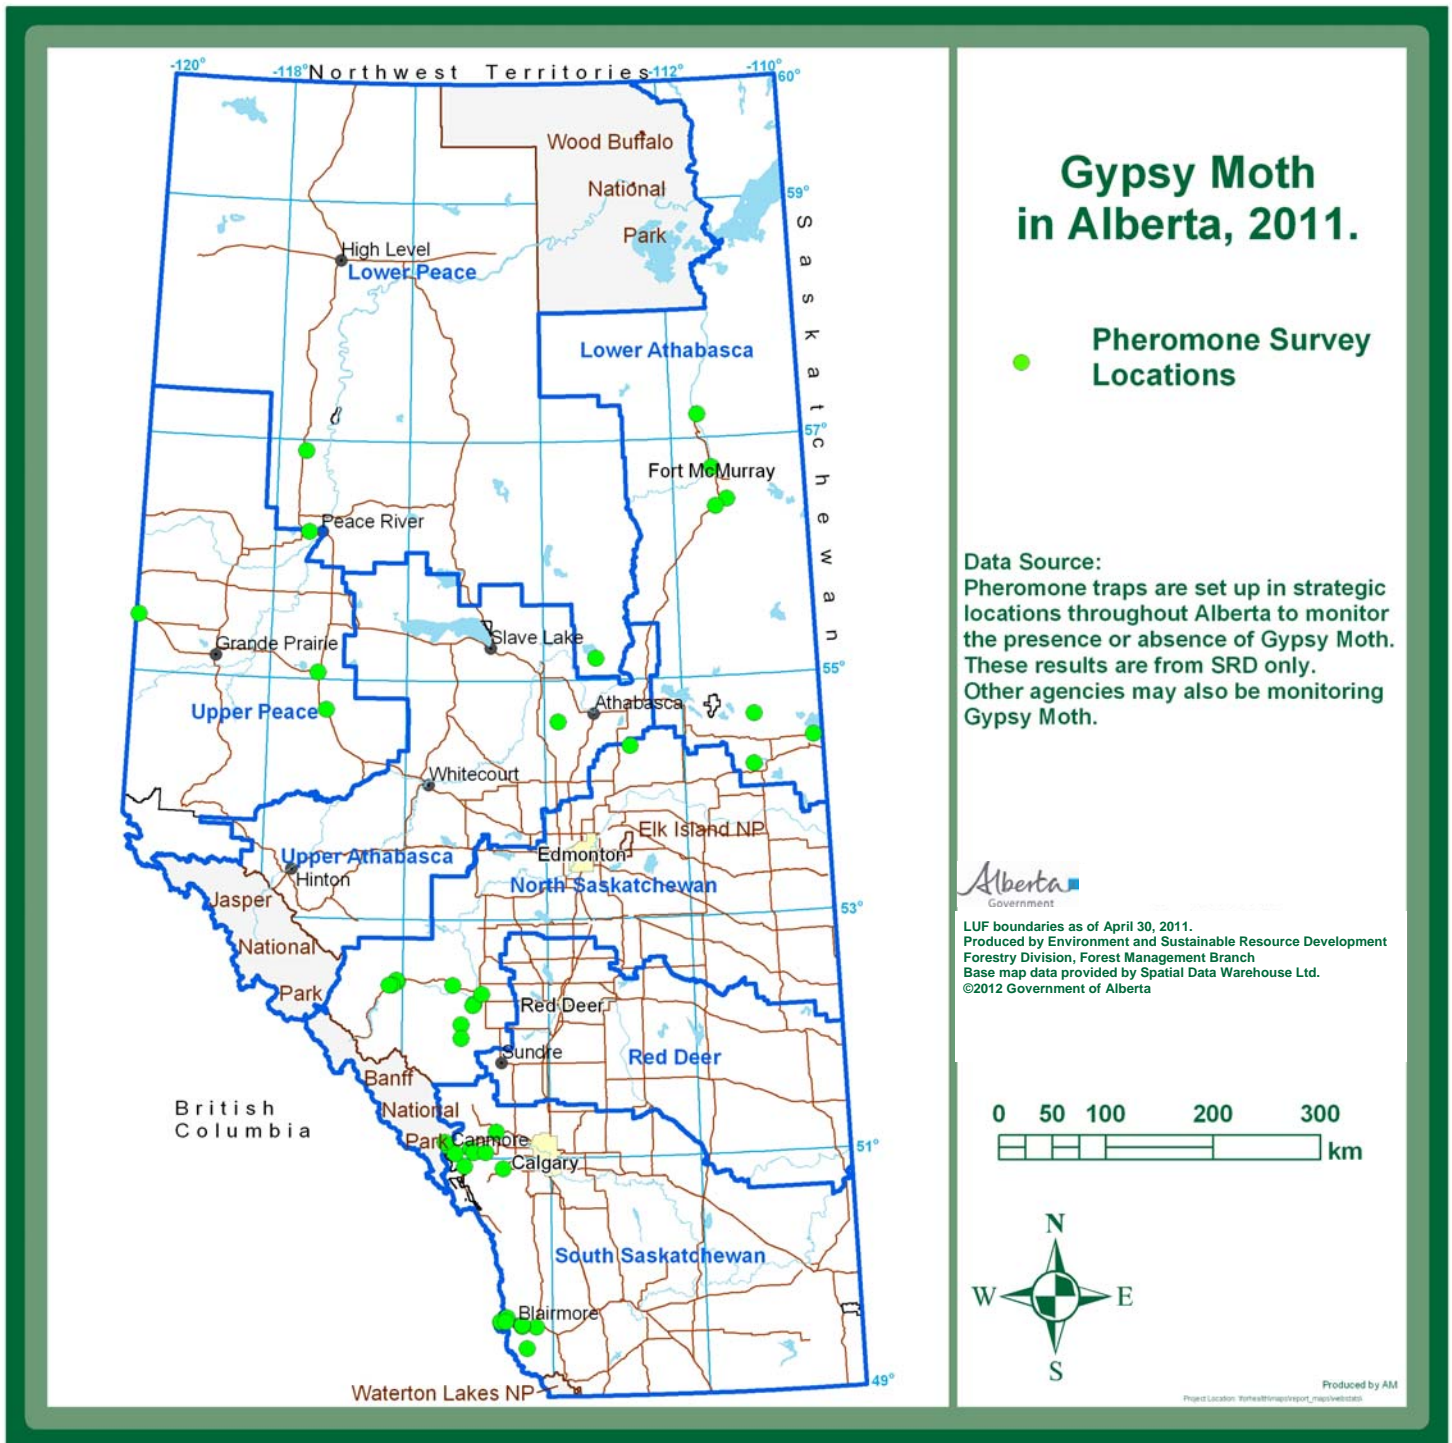 -120°
-118°
Northwest Territories
-112°
-110°
60°
Wood Buffalo
National
Park
59°
Saskatchewan
High Level
Lower Peace
Lower Athabasca
57°
Fort McMurray
Peace River
Grande Prairie
Slave Lake
55°
Upper Peace
Athabasca
Whitecourt
Elk Island NP
Edmonton
Upper Athabasca
Hinton
North Saskatchewan
Jasper
National
Park
53°
Red Deer
Sundre
Red Deer
Banff
National
Park
British
Columbia
Canmore
Calgary
51°
South Saskatchewan
Blairmore
Waterton Lakes NP
49°
Gypsy Moth
in Alberta, 2011.
Pheromone Survey
Locations
Data Source:
Pheromone traps are set up in strategic
locations throughout Alberta to monitor
the presence or absence of Gypsy Moth.
These results are from SRD only.
Other agencies may also be monitoring
Gypsy Moth.
Alberta
Government
LUF boundaries as of April 30, 2011.
Produced by Environment and Sustainable Resource Development
Forestry Division, Forest Management Branch
Base map data provided by Spatial Data Warehouse Ltd.
©2012 Government of Alberta
0 50 100 200 300
km
N
W E
S
Produced by AM
Project Location: